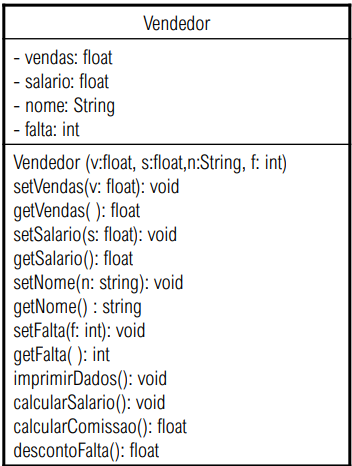 Vendedor
- vendas: float
- salario: float
- nome: String
- falta: int
Vendedor (v:float, s:float,n:String, f: int)
setVendas(v: float): void
getVendas( ): float
setSalario(s: float): void
getSalario(): float
setNome(n: string): void
getNome() : string
setFalta(f: int): void
getFalta( ): int
imprimirDados(): void
calcularSalario(): void
calcularComissao(): float
descontoFalta(): float